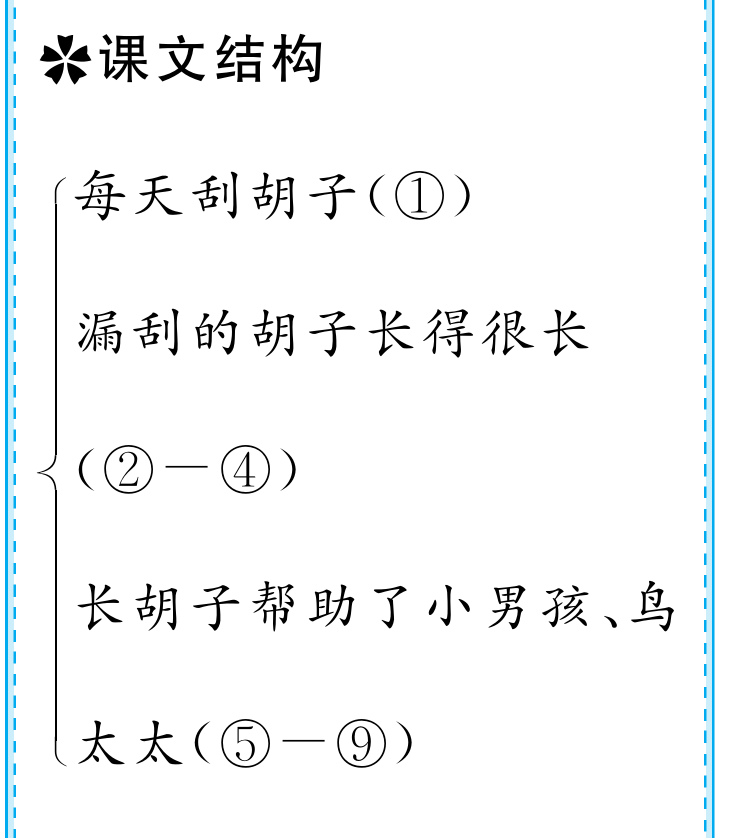 课文结构
每天刮胡子(①)
漏刮的胡子长得很长
(②-④)
长胡子帮助了小男孩、鸟
太太(⑤-⑨)